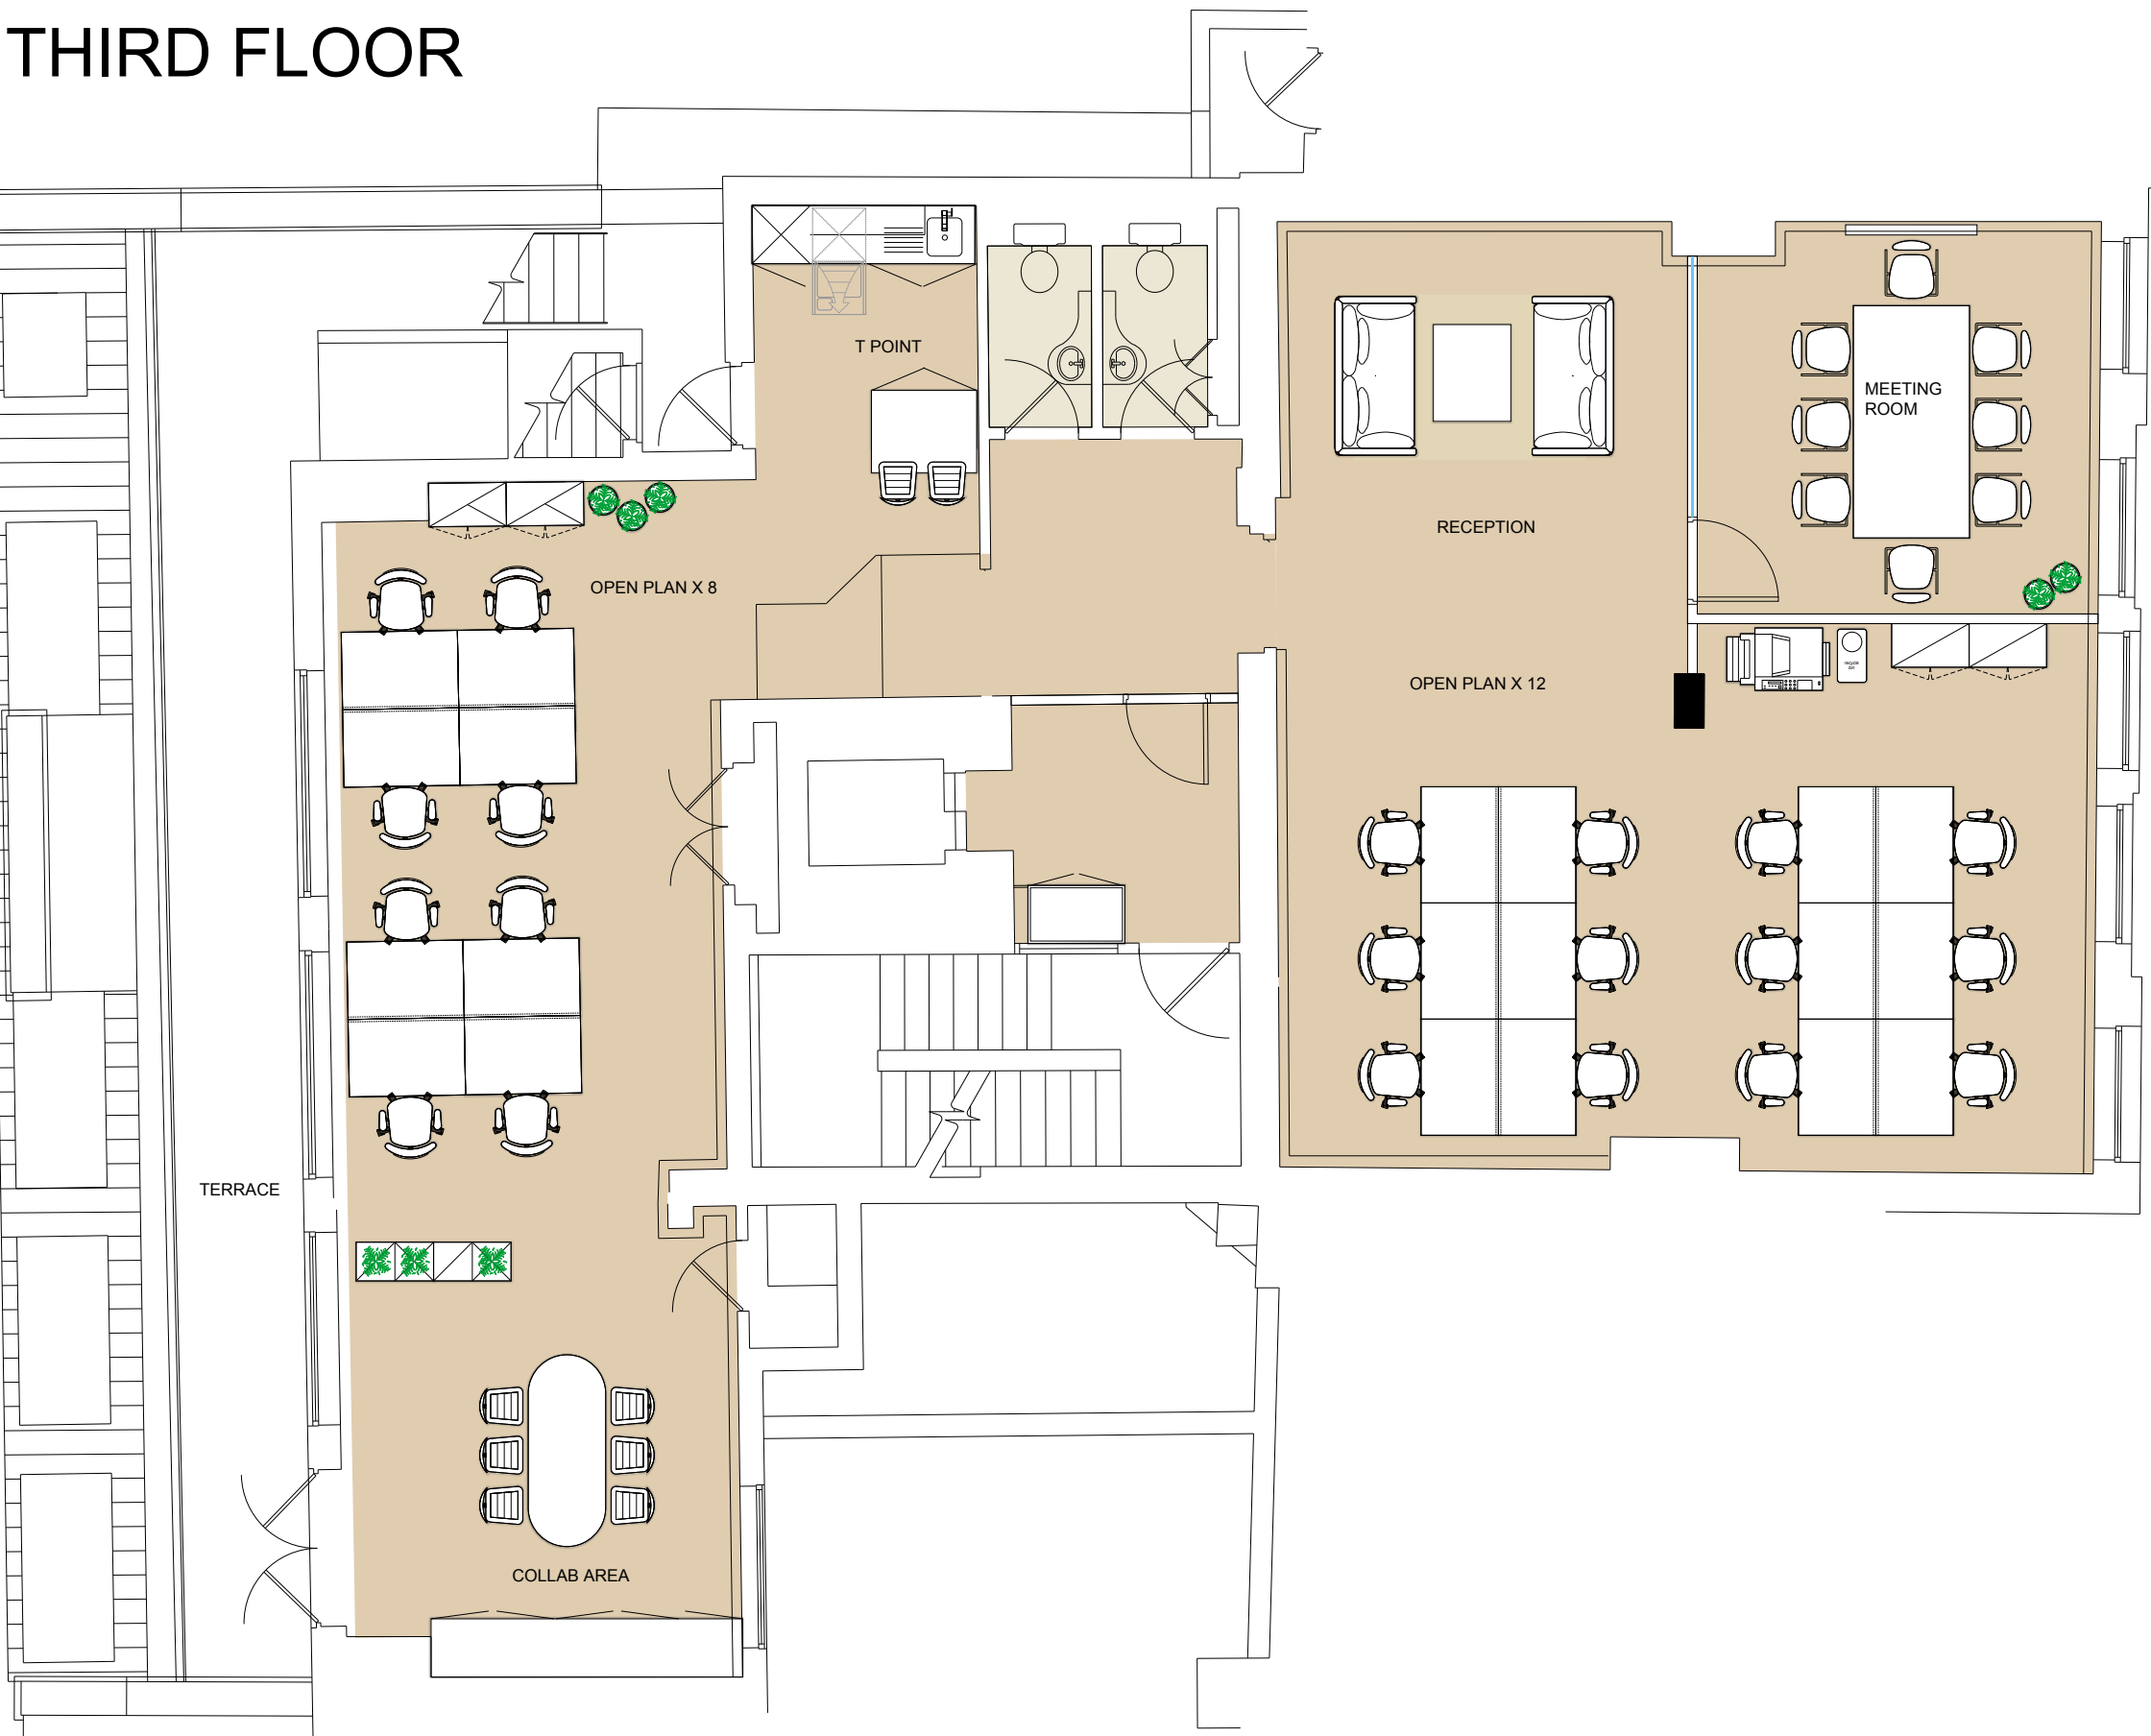 THIRD FLOOR
T POINT
MEETING
ROOM
RECEPTION
OPEN PLAN X 8
OPEN PLAN X 12
TERRACE
COLLAB AREA